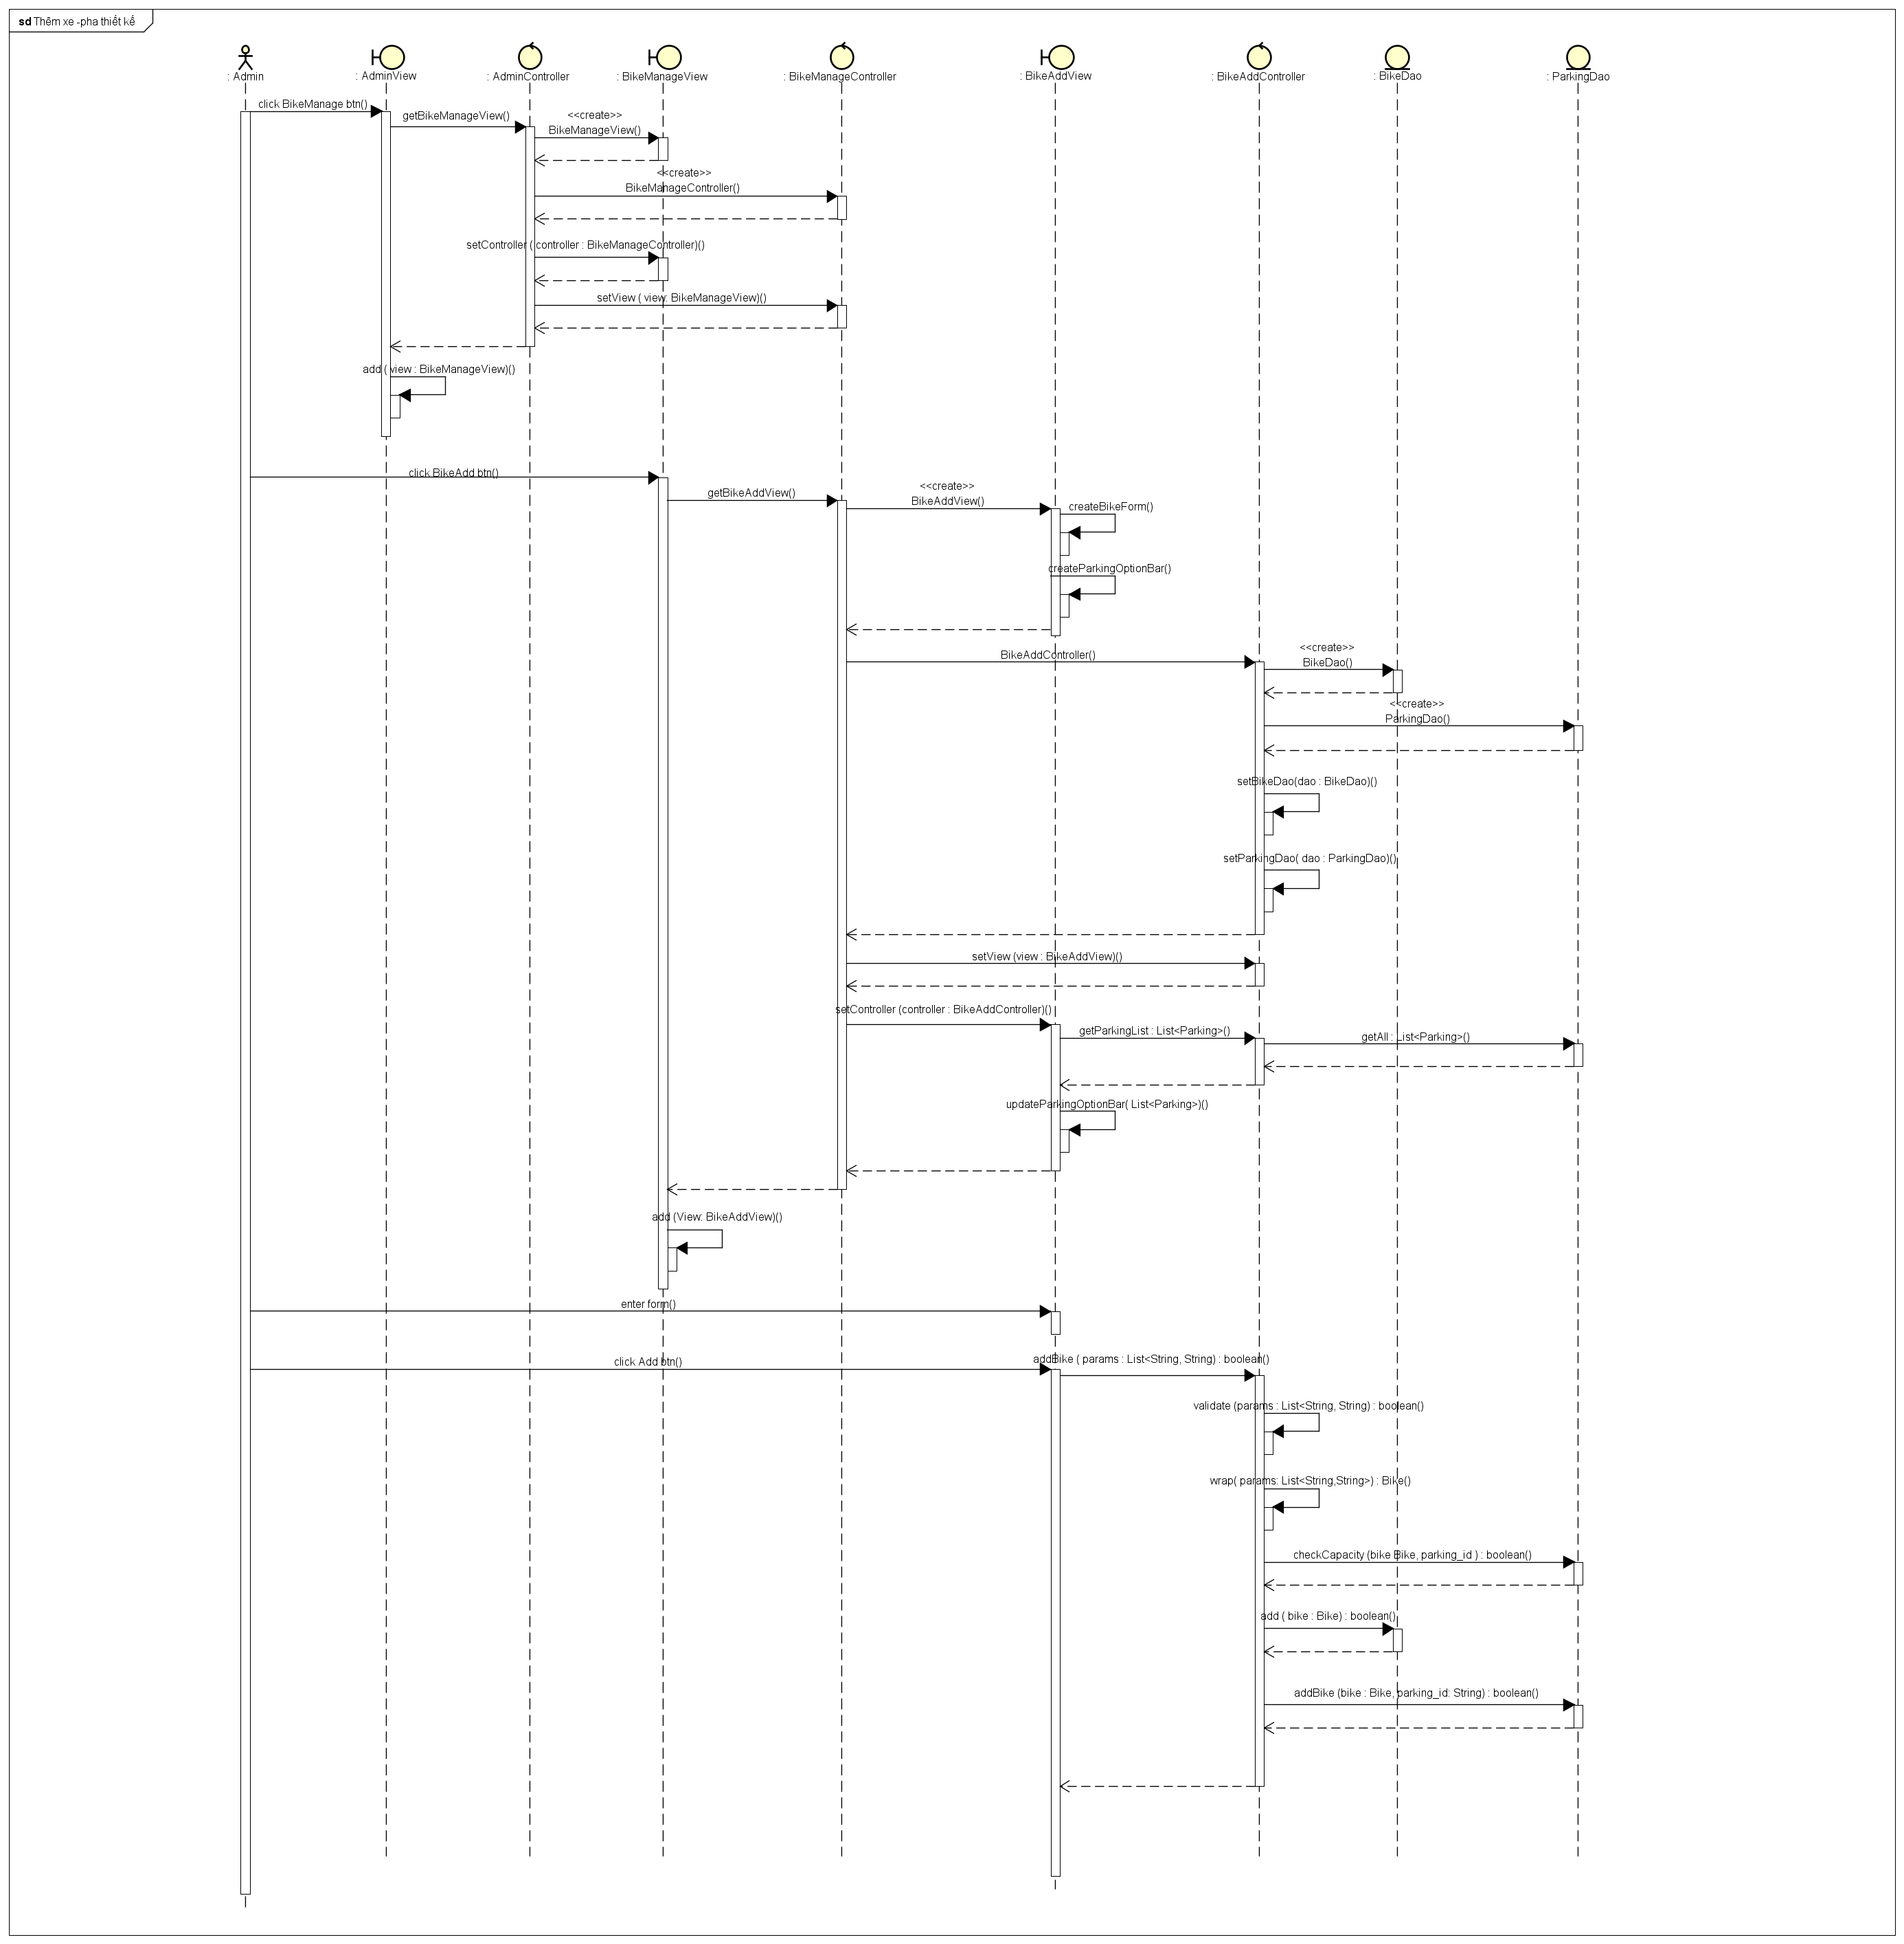 sd Thêm xe -pha thiết kế
: Admin
: AdminView
: AdminController
: BikeManageView
: BikeManageController
: BikeAddView
: BikeAddController
: BikeDao
: ParkingDao
click BikeManage btn()
getBikeManageView()
<<create>>
BikeManageView()
<<create>>
BikeManageController()
setController ( controller : BikeManageController)()
setView ( view: BikeManageView)()
add ( view : BikeManageView)()
click BikeAdd btn()
getBikeAddView()
<<create>>
BikeAddView()
createBikeForm()
createParkingOptionBar()
BikeAddController()
<<create>>
BikeDao()
<<create>>
ParkingDao()
setBikeDao(dao : BikeDao)()
setParkingDao( dao : ParkingDao)()
setView (view : BikeAddView)()
setController (controller : BikeAddController)()
getParkingList : List<Parking>()
getAll : List<Parking>()
updateParkingOptionBar( List<Parking>)()
add (View: BikeAddView)()
enter form()
click Add btn()
addBike ( params : List<String, String) : boolean()
validate (params : List<String, String) : boolean()
wrap( params: List<String,String>) : Bike()
checkCapacity (bike Bike, parking_id ) : boolean()
add ( bike : Bike) : boolean()
addBike (bike : Bike, parking_id: String) : boolean()